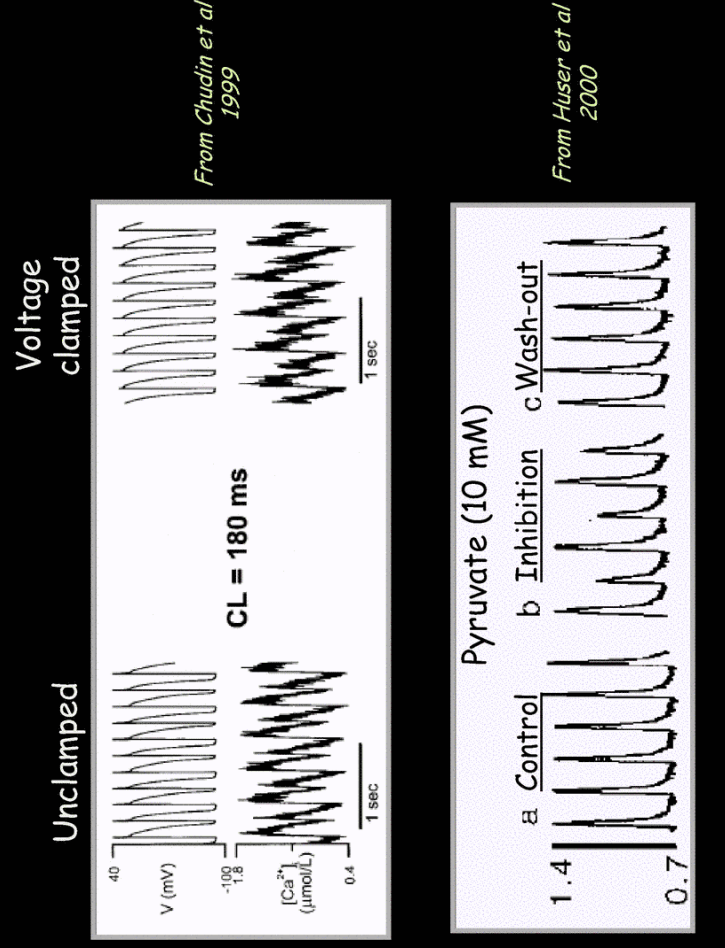 Unclamped
Voltage
clamped
40
V (mV)
-100
1.8
[Ca²⁺]i
(μmol/L)
0.4
1 sec
CL = 180 ms
1 sec
From Chudin et al
1999
Pyruvate (10 mM)
a Control
b Inhibition
c Wash-out
1.4
0.7
From Huser et al
2000